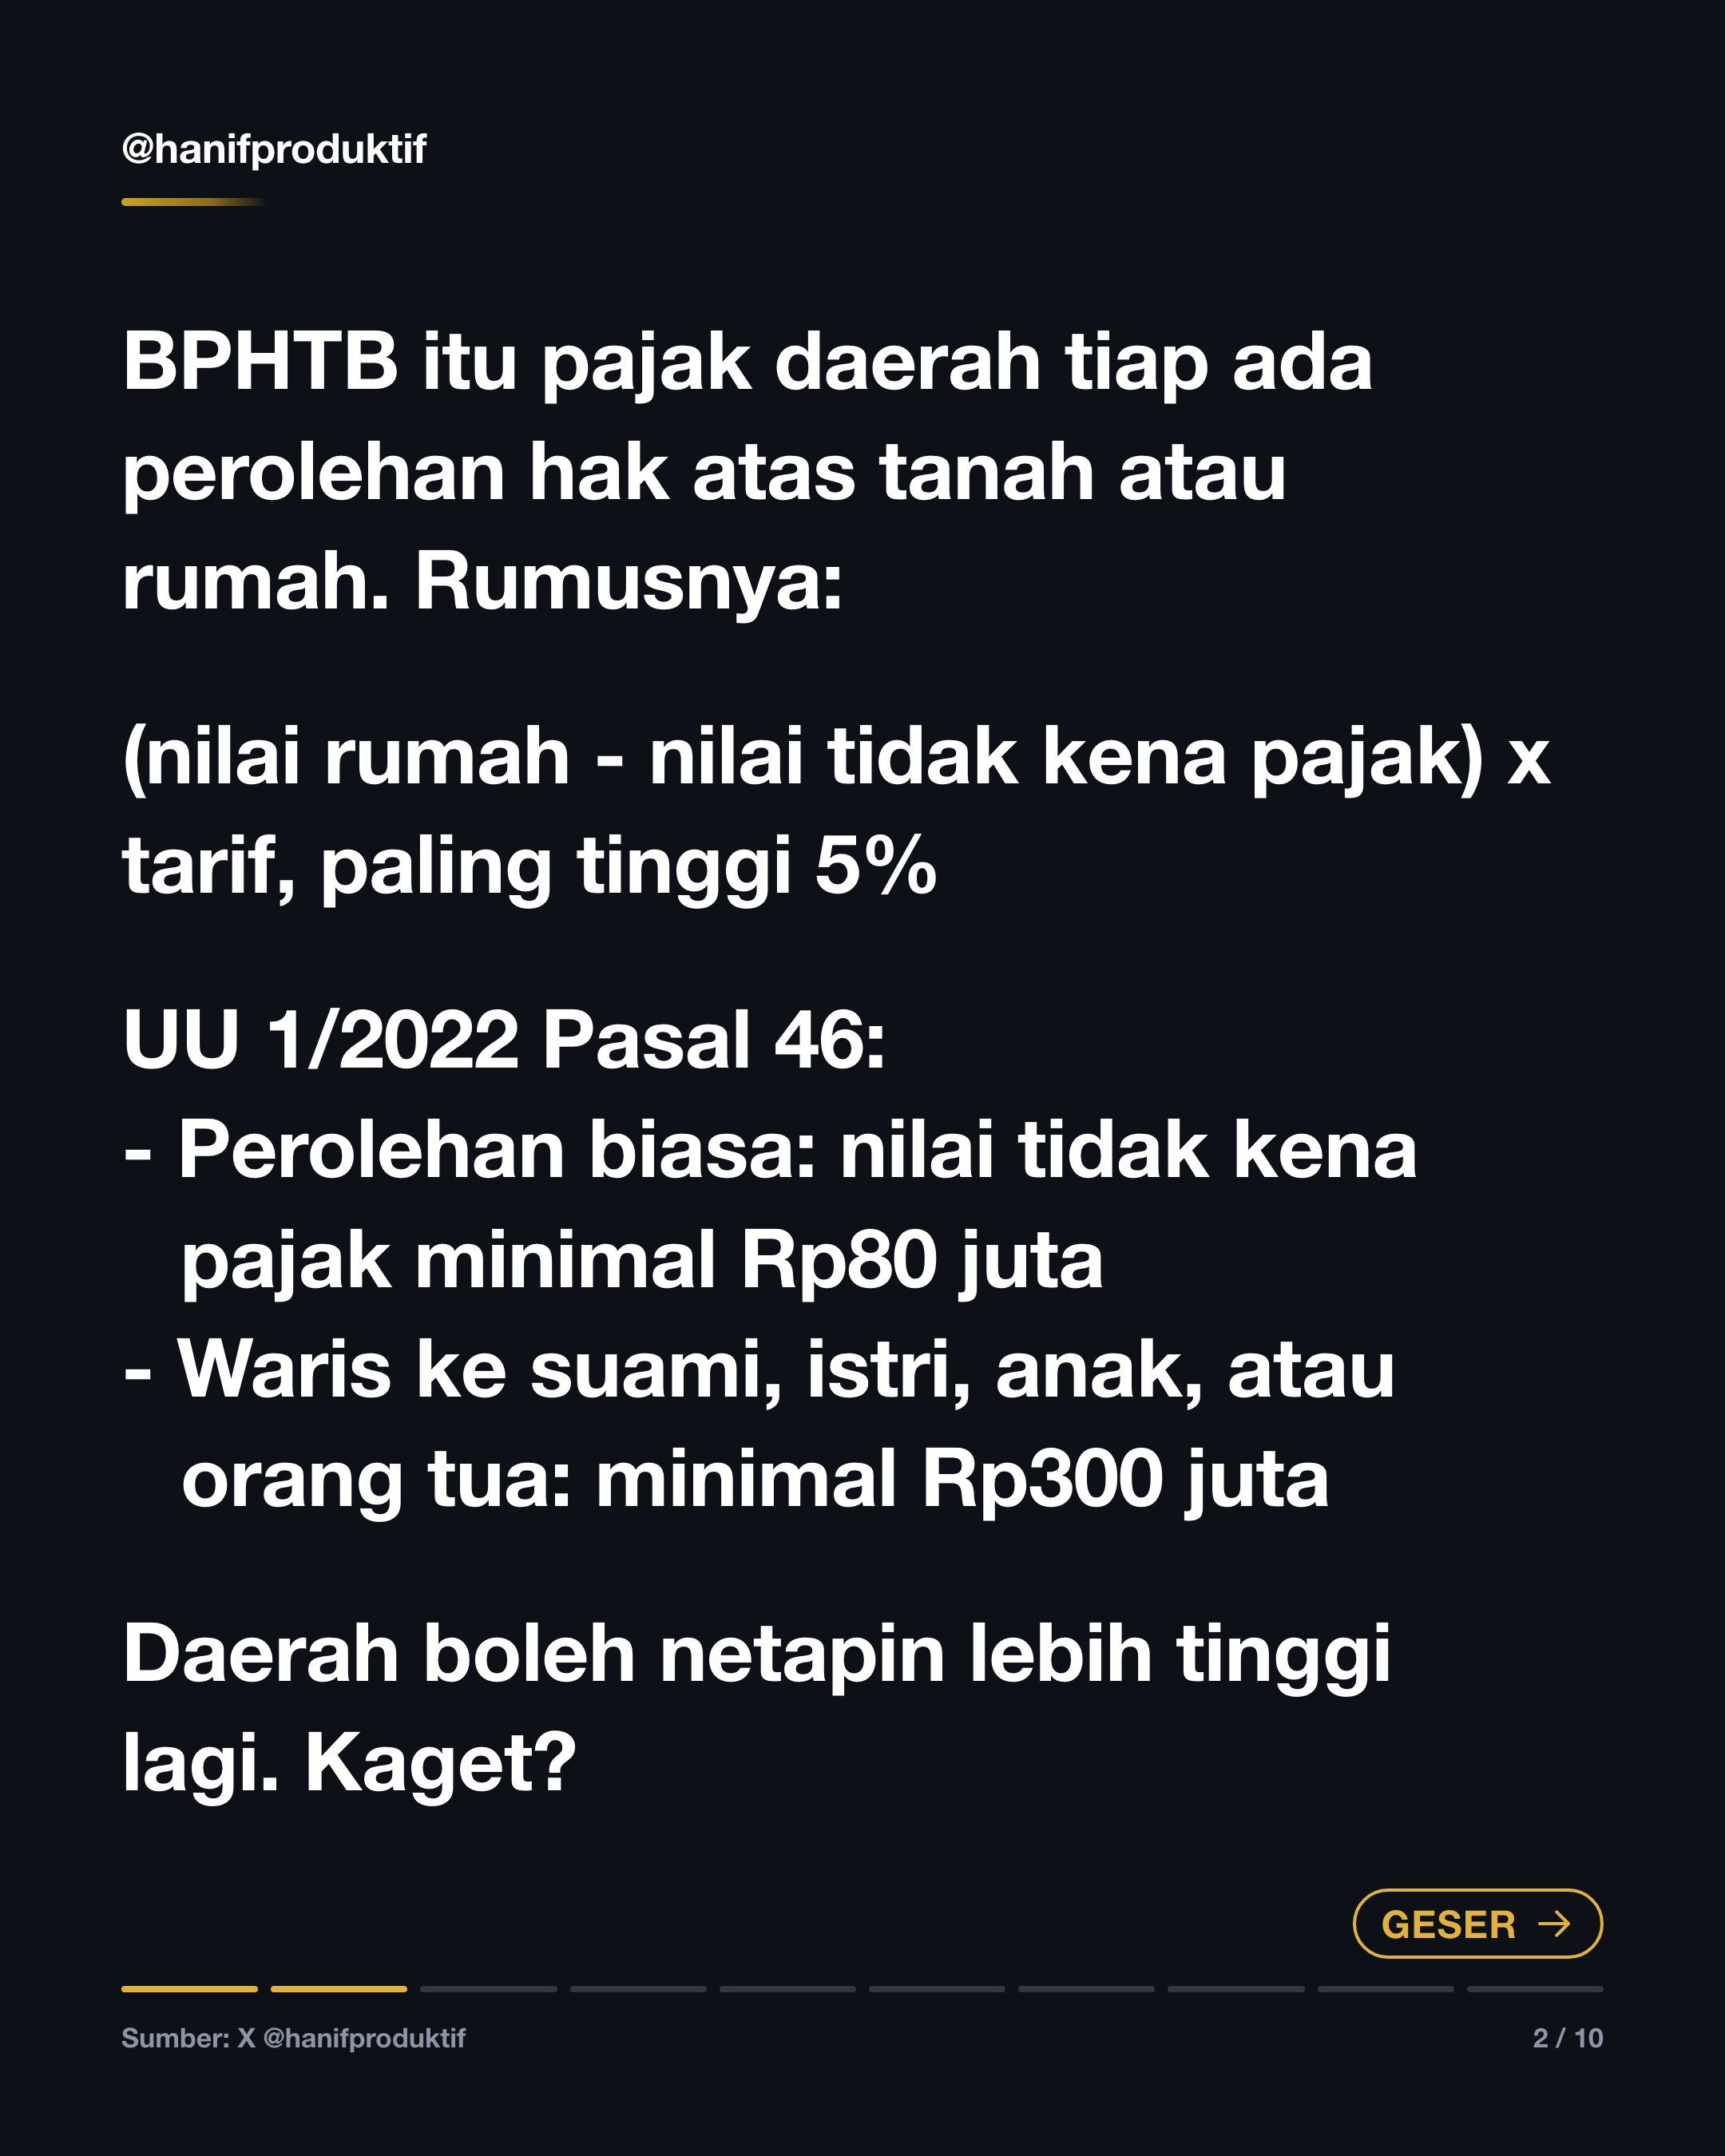 @hanifproduktif
BPHTB itu pajak daerah tiap ada
perolehan hak atas tanah atau
rumah. Rumusnya:
(nilai rumah - nilai tidak kena pajak) x
tarif, paling tinggi 5%
UU 1/2022 Pasal 46:
- Perolehan biasa: nilai tidak kena
pajak minimal Rp80 juta
- Waris ke suami, istri, anak, atau
orang tua: minimal Rp300 juta
Daerah boleh netapin lebih tinggi
lagi. Kaget?
GESER →
Sumber: X @hanifproduktif
2 / 10